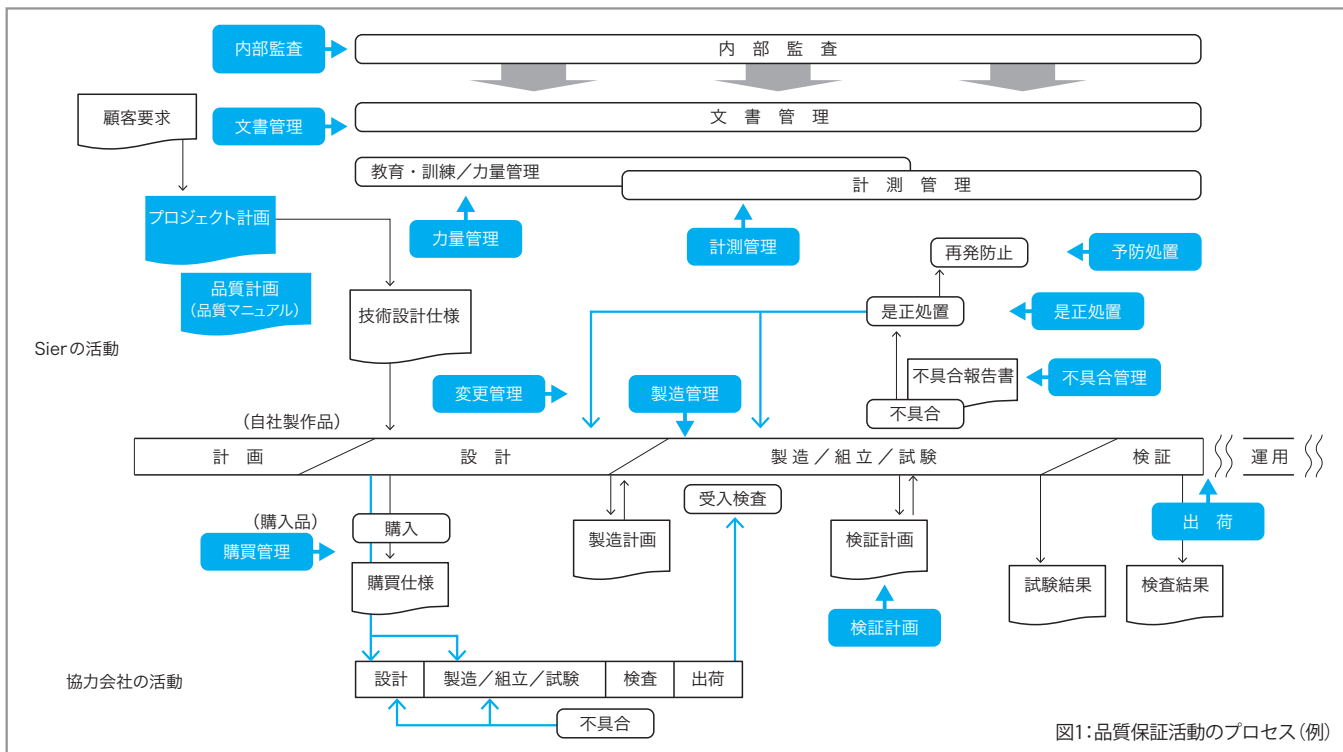 内部監査
内 部 監 査
顧客要求
文書管理
文 書 管 理
教育・訓練／力量管理
計 測 管 理
プロジェクト計画
力量管理
計測管理
再発防止
予防処置
品質計画
（品質マニュアル）
技術設計仕様
是正処置
是正処置
Sierの活動
変更管理
製造管理
不具合報告書
不具合管理
不具合
（自社製作品）
計 画
設 計
製造／組立／試験
検証
運用
受入検査
（購入品）
購入
出 荷
購買管理
製造計画
検証計画
購買仕様
試験結果
検査結果
検証計画
協力会社の活動
設計
製造／組立／試験
検査
出荷
不具合
図1：品質保証活動のプロセス（例）